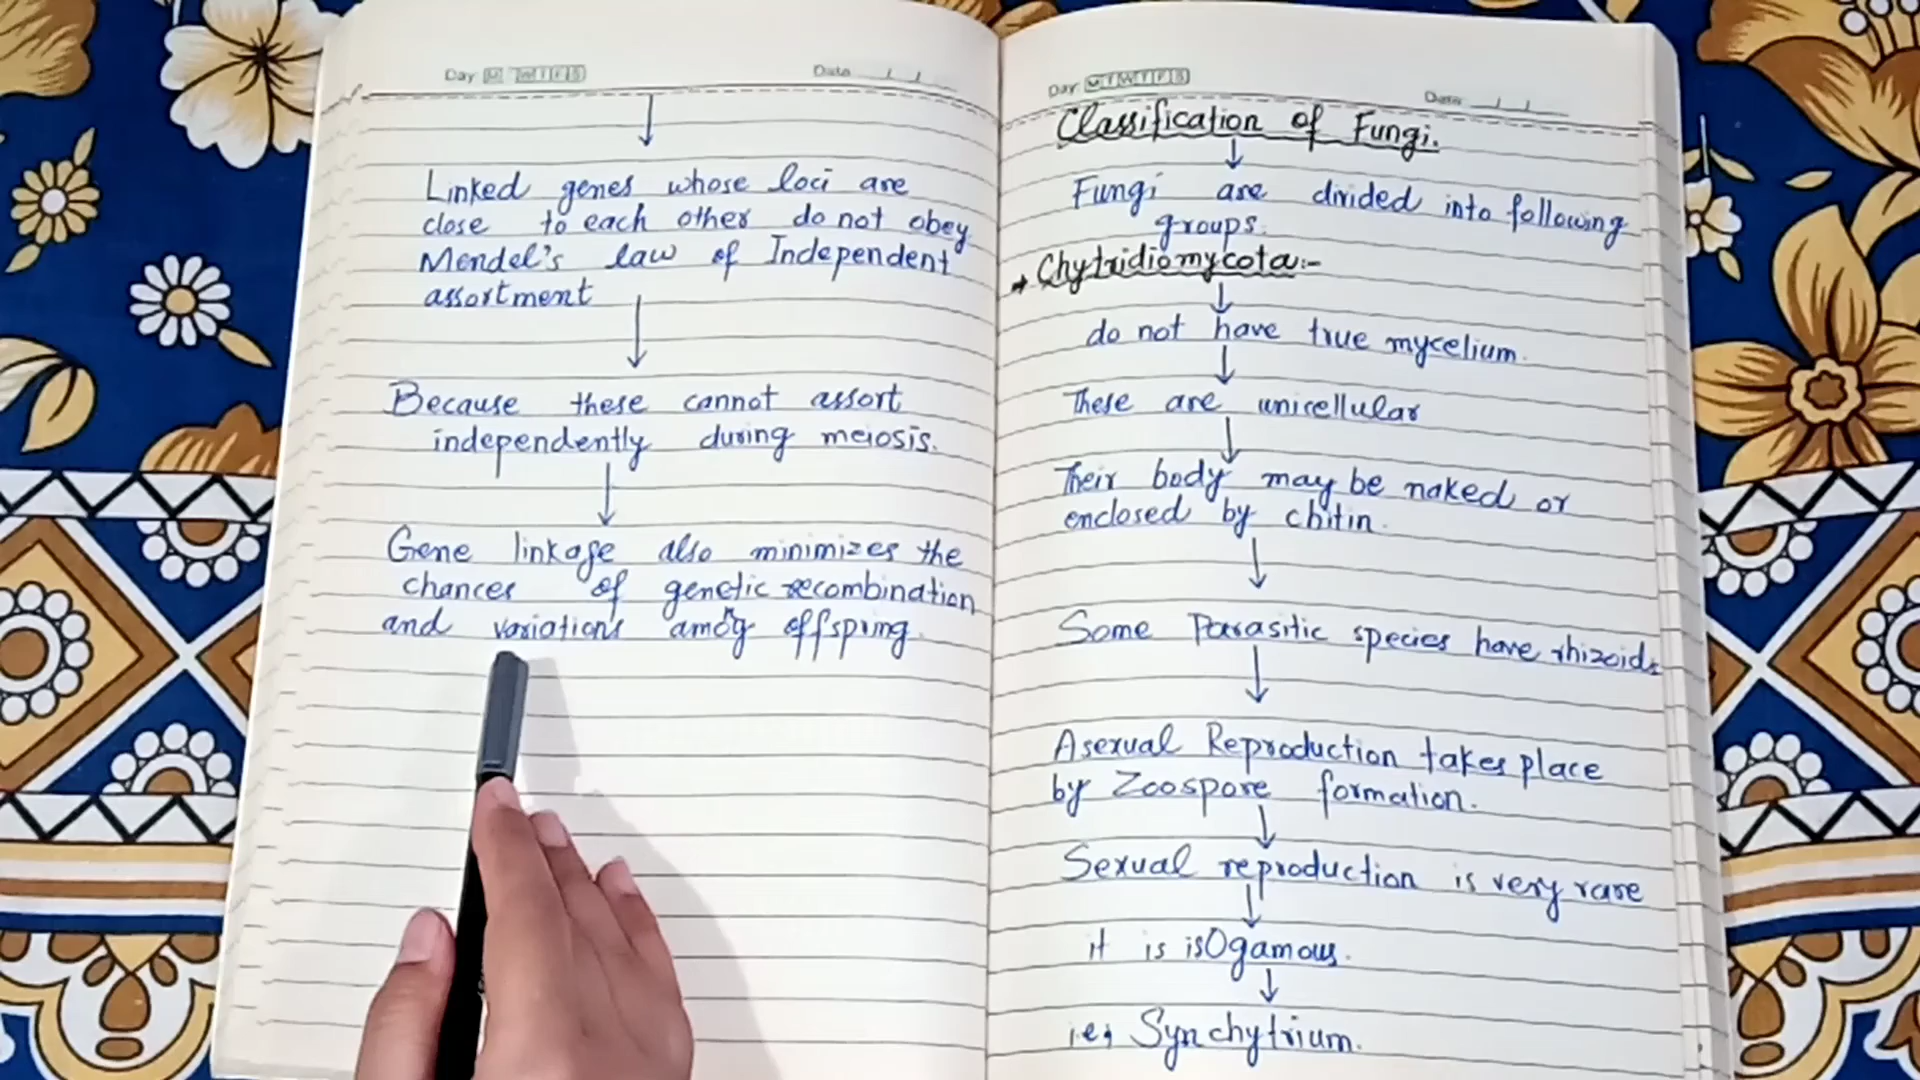 Day M T W T F S
Date / /
Linked genes whose loci are
close to each other do not obey
Mendel's law of Independent
assortment
Because these cannot assort
independently during meiosis.
Gene linkage also minimizes the
chances of genetic recombination
and variations among offspring.
Day M T W T F S
Date / /
Classification of Fungi.
Fungi are divided into following
groups.
→ Chytridiomycota:-
do not have true mycelium.
These are unicellular
Their body may be naked or
enclosed by chitin.
Some Parasitic species have rhizoids
Asexual Reproduction takes place
by Zoospore formation.
Sexual reproduction is very rare
it is isOgamous.
i.e, Synchytrium.